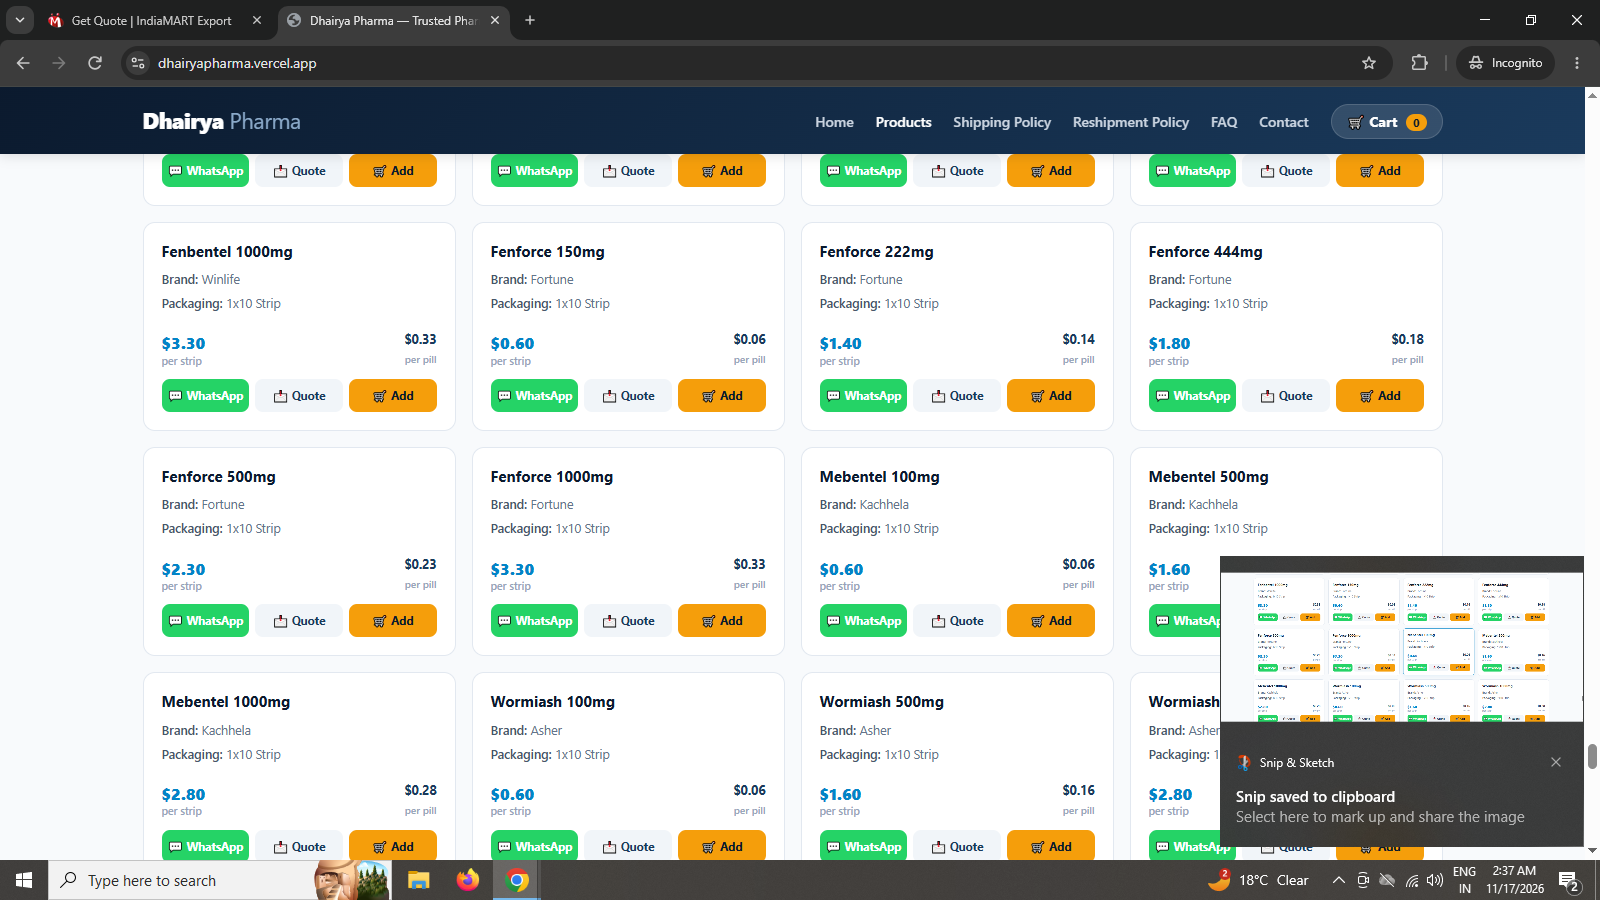 Get Quote | IndiaMART Export
Dhairya Pharma — Trusted Phar
dhairyapharma.vercel.app
Incognito
Dhairya Pharma
Home Products Shipping Policy Reshipment Policy FAQ Contact Cart 0
WhatsApp Quote Add WhatsApp Quote Add WhatsApp Quote Add WhatsApp Quote Add
Fenbentel 1000mg Fenforce 150mg Fenforce 222mg Fenforce 444mg
Brand: Winlife Brand: Fortune Brand: Fortune Brand: Fortune
Packaging: 1x10 Strip Packaging: 1x10 Strip Packaging: 1x10 Strip Packaging: 1x10 Strip
$3.30 $0.33 $0.60 $0.06 $1.40 $0.14 $1.80 $0.18
per strip per pill per strip per pill per strip per pill per strip per pill
WhatsApp Quote Add WhatsApp Quote Add WhatsApp Quote Add WhatsApp Quote Add
Fenforce 500mg Fenforce 1000mg Mebentel 100mg Mebentel 500mg
Brand: Fortune Brand: Fortune Brand: Kachhela Brand: Kachhela
Packaging: 1x10 Strip Packaging: 1x10 Strip Packaging: 1x10 Strip Packaging: 1x10 Strip
$2.30 $0.23 $3.30 $0.33 $0.60 $0.06 $1.60
per strip per pill per strip per pill per strip per pill per strip
WhatsApp Quote Add WhatsApp Quote Add WhatsApp Quote Add WhatsApp
Mebentel 1000mg Wormiash 100mg Wormiash 500mg Wormiash
Brand: Kachhela Brand: Asher Brand: Asher Brand: Asher
Packaging: 1x10 Strip Packaging: 1x10 Strip Packaging: 1x10 Strip Packaging: 1
$2.80 $0.28 $0.60 $0.06 $1.60 $0.16 $2.80
per strip per pill per strip per pill per strip per pill per strip
WhatsApp Quote Add WhatsApp Quote Add WhatsApp Quote Add WhatsApp Quote Add
Snip & Sketch
Snip saved to clipboard
Select here to mark up and share the image
Type here to search
2
18°C Clear
ENG
IN
2:37 AM
11/17/2026
2